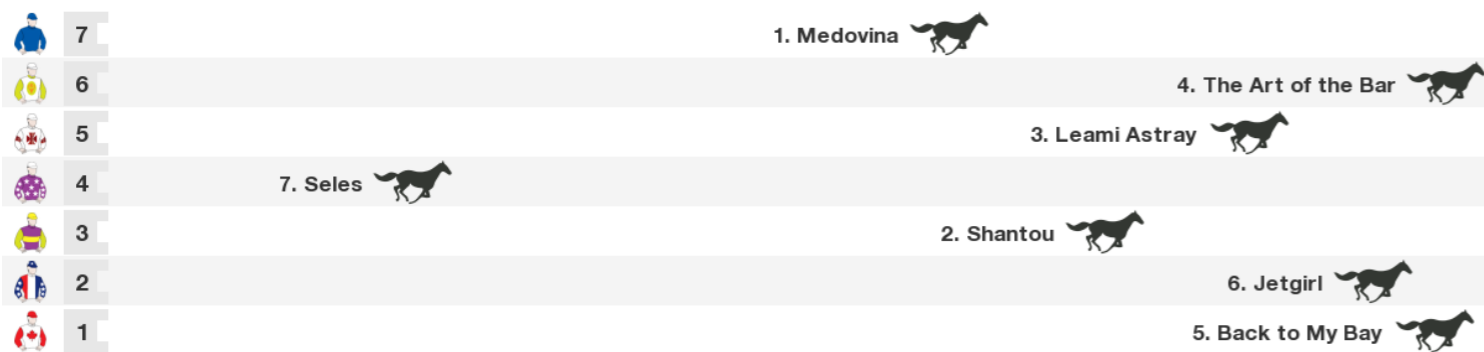 7 1. Medovina
6 4. The Art of the Bar
5 3. Leami Astray
4 7. Seles
3 2. Shantou
2 6. Jetgirl
1 5. Back to My Bay